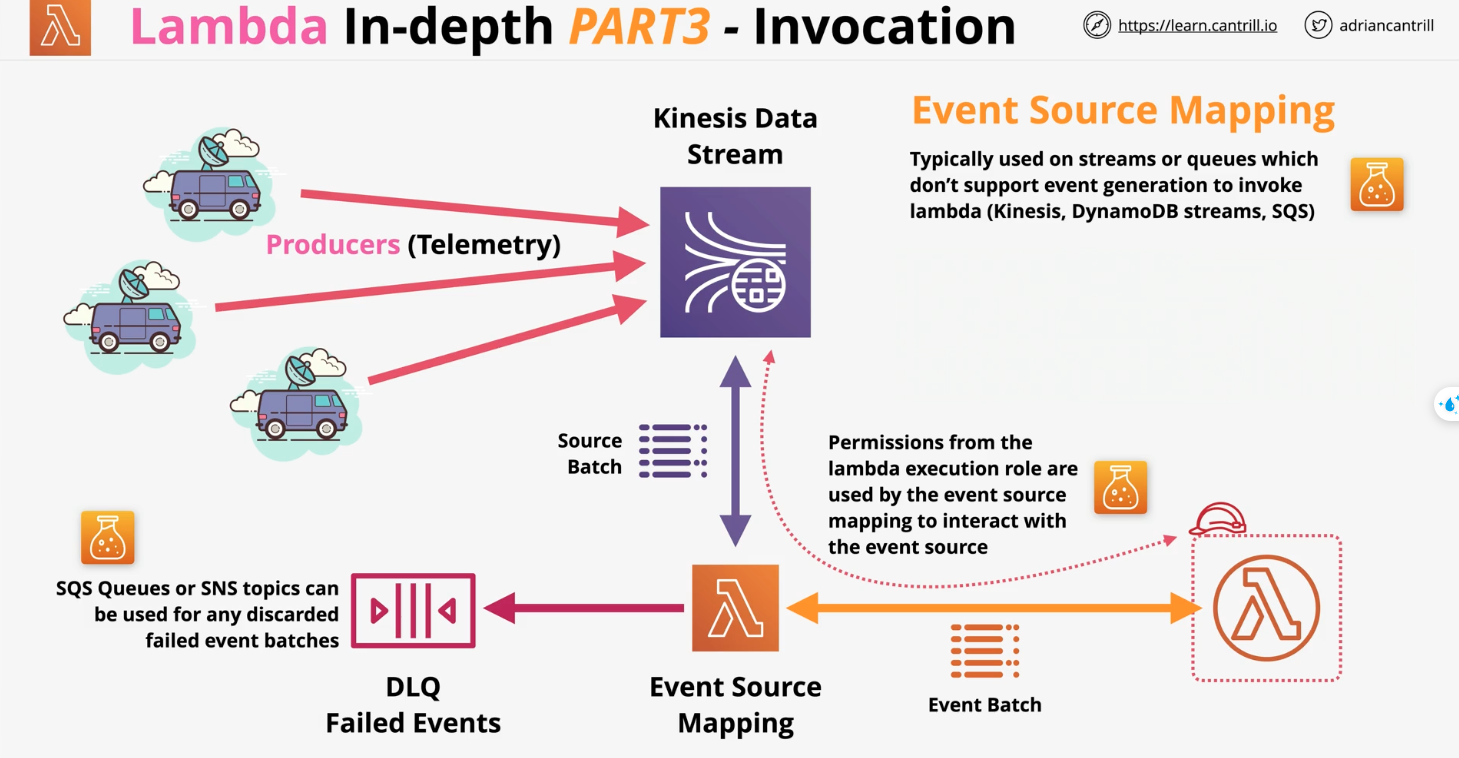 Lambda In-depth PART3 - Invocation
https://learn.cantrill.io
adriancantrill
Kinesis Data
Stream
Event Source Mapping
Typically used on streams or queues which
don't support event generation to invoke
lambda (Kinesis, DynamoDB streams, SQS)
Producers (Telemetry)
Source
Batch
Permissions from the
lambda execution role are
used by the event source
mapping to interact with
the event source
SQS Queues or SNS topics can
be used for any discarded
failed event batches
DLQ
Failed Events
Event Source
Mapping
Event Batch